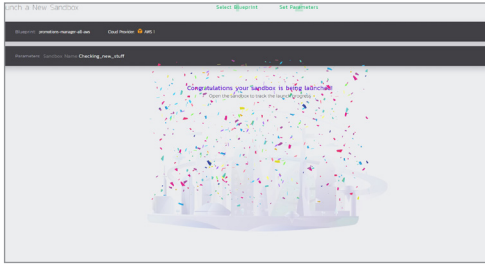 unch a New Sandbox
Select Blueprint Set Parameters
Blueprint promotions-manager-all-aws Cloud Provider AWS 1
Parameters Sandbox Name Checking_new_stuff
Congratulations your sandbox is being launched!
Open the sandbox to track the launch progress